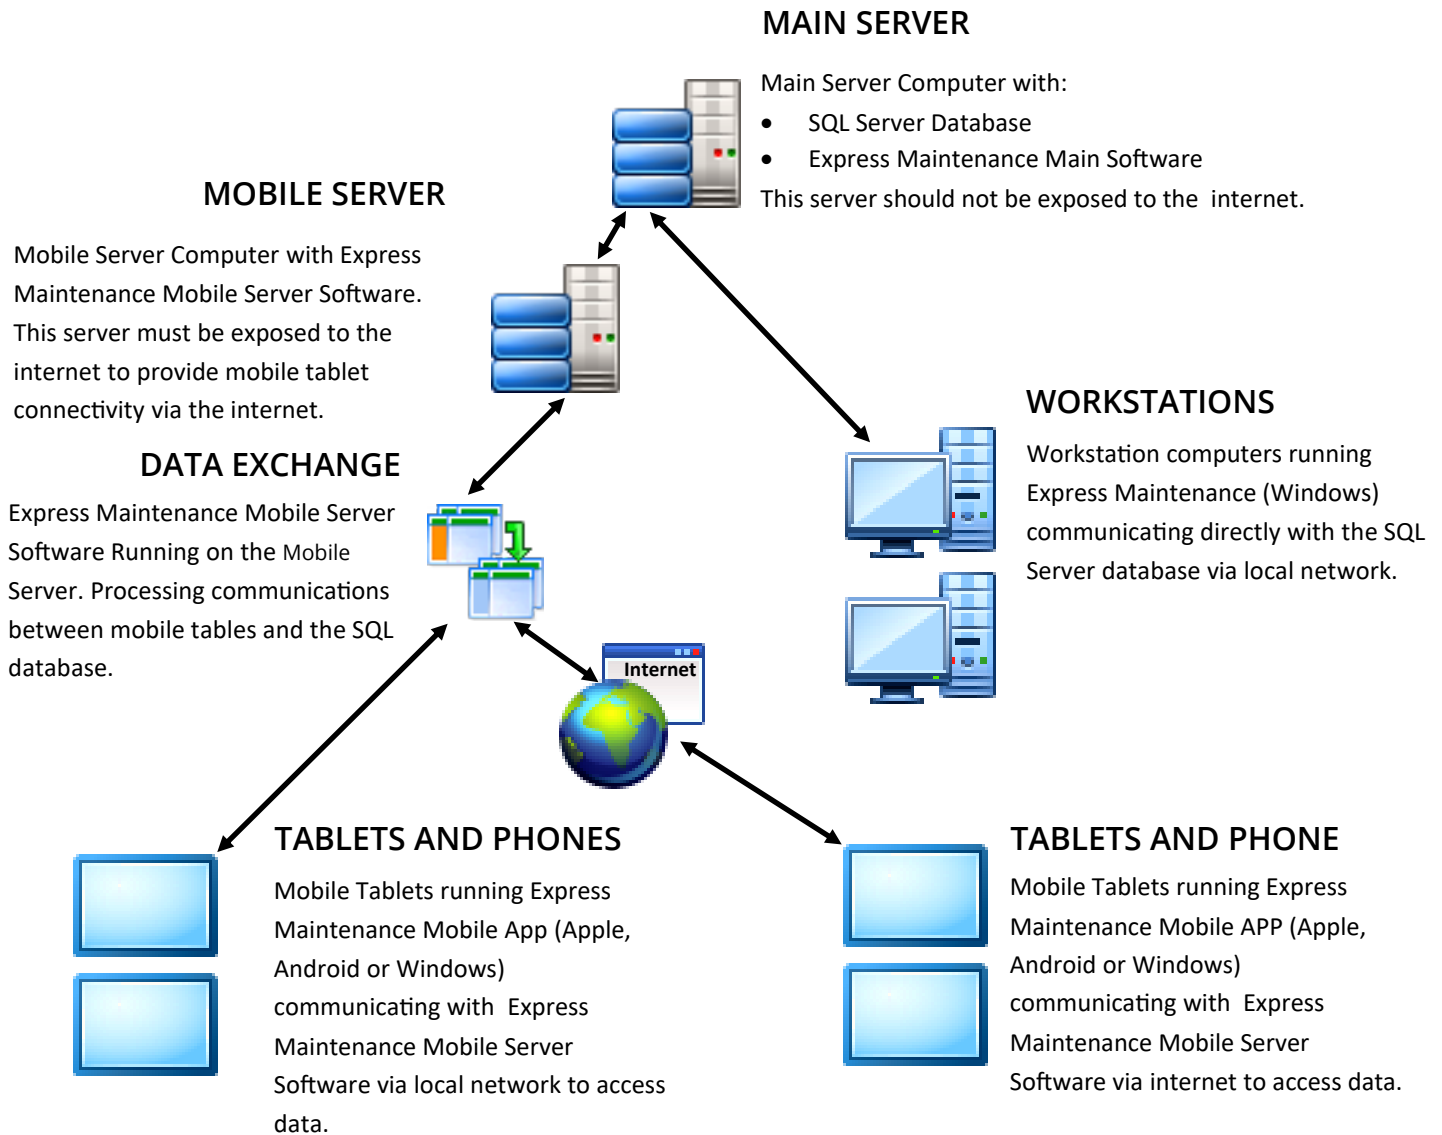 MAIN SERVER
Main Server Computer with:
• SQL Server Database
• Express Maintenance Main Software
This server should not be exposed to the internet.
MOBILE SERVER
Mobile Server Computer with Express
Maintenance Mobile Server Software.
This server must be exposed to the
internet to provide mobile tablet
connectivity via the internet.
DATA EXCHANGE
Express Maintenance Mobile Server
Software Running on the Mobile
Server. Processing communications
between mobile tables and the SQL
database.
WORKSTATIONS
Workstation computers running
Express Maintenance (Windows)
communicating directly with the SQL
Server database via local network.
Internet
TABLETS AND PHONES
Mobile Tablets running Express
Maintenance Mobile App (Apple,
Android or Windows)
communicating with Express
Maintenance Mobile Server
Software via local network to access
data.
TABLETS AND PHONE
Mobile Tablets running Express
Maintenance Mobile APP (Apple,
Android or Windows)
communicating with Express
Maintenance Mobile Server
Software via internet to access data.